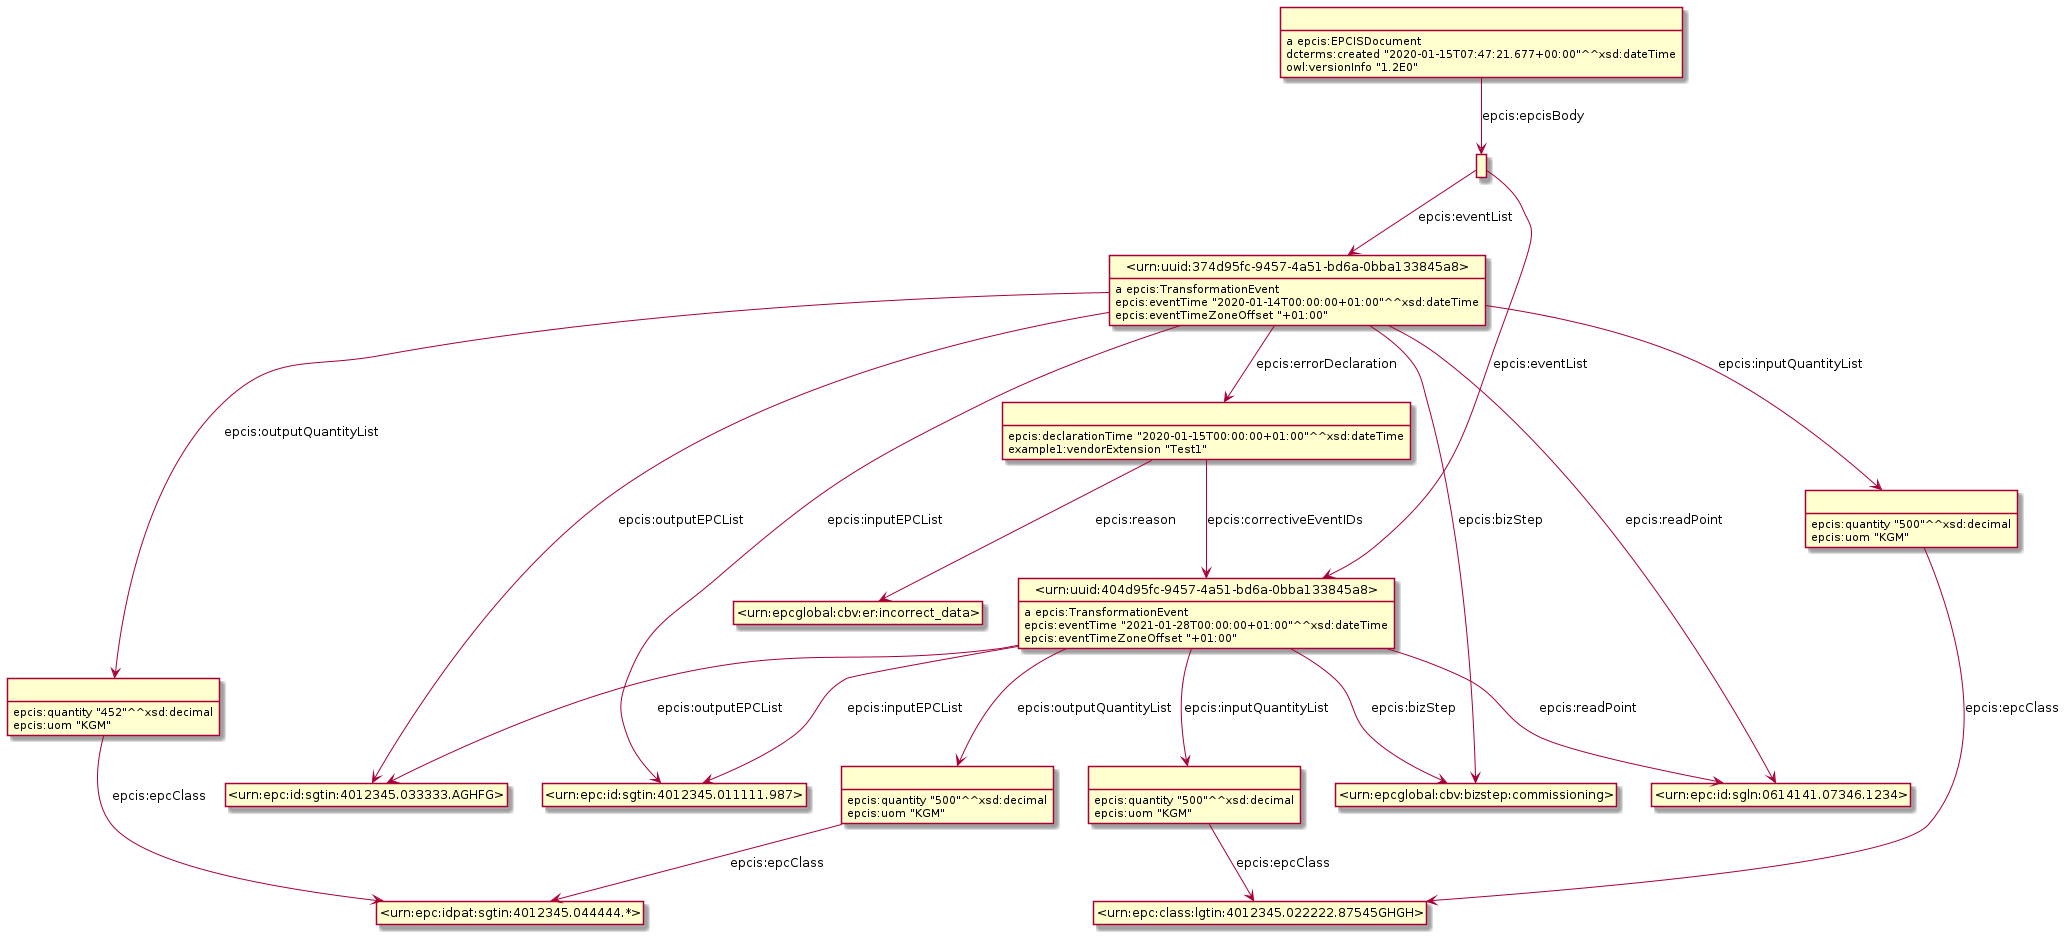 a epcis:EPCISDocument
dcterms:created "2020-01-15T07:47:21.677+00:00"^^xsd:dateTime
owl:versionInfo "1.2E0"
epcis:epcisBody
epcis:eventList
<urn:uuid:374d95fc-9457-4a51-bd6a-0bba133845a8>
a epcis:TransformationEvent
epcis:eventTime "2020-01-14T00:00:00+01:00"^^xsd:dateTime
epcis:eventTimeZoneOffset "+01:00"
epcis:errorDeclaration
epcis:eventList
epcis:inputQuantityList
epcis:outputQuantityList
epcis:declarationTime "2020-01-15T00:00:00+01:00"^^xsd:dateTime
example1:vendorExtension "Test1"
epcis:outputEPCList
epcis:inputEPCList
epcis:reason
epcis:correctiveEventIDs
epcis:bizStep
epcis:readPoint
epcis:quantity "500"^^xsd:decimal
epcis:uom "KGM"
<urn:epcglobal:cbv:er:incorrect_data>
<urn:uuid:404d95fc-9457-4a51-bd6a-0bba133845a8>
a epcis:TransformationEvent
epcis:eventTime "2021-01-28T00:00:00+01:00"^^xsd:dateTime
epcis:eventTimeZoneOffset "+01:00"
epcis:quantity "452"^^xsd:decimal
epcis:uom "KGM"
epcis:outputEPCList
epcis:inputEPCList
epcis:outputQuantityList
epcis:inputQuantityList
epcis:bizStep
epcis:readPoint
epcis:epcClass
epcis:epcClass
<urn:epc:id:sgtin:4012345.033333.AGHFG>
<urn:epc:id:sgtin:4012345.011111.987>
epcis:quantity "500"^^xsd:decimal
epcis:uom "KGM"
epcis:quantity "500"^^xsd:decimal
epcis:uom "KGM"
<urn:epcglobal:cbv:bizstep:commissioning>
<urn:epc:id:sgln:0614141.07346.1234>
epcis:epcClass
epcis:epcClass
<urn:epc:idpat:sgtin:4012345.044444.*>
<urn:epc:class:lgtin:4012345.022222.87545GHGH>